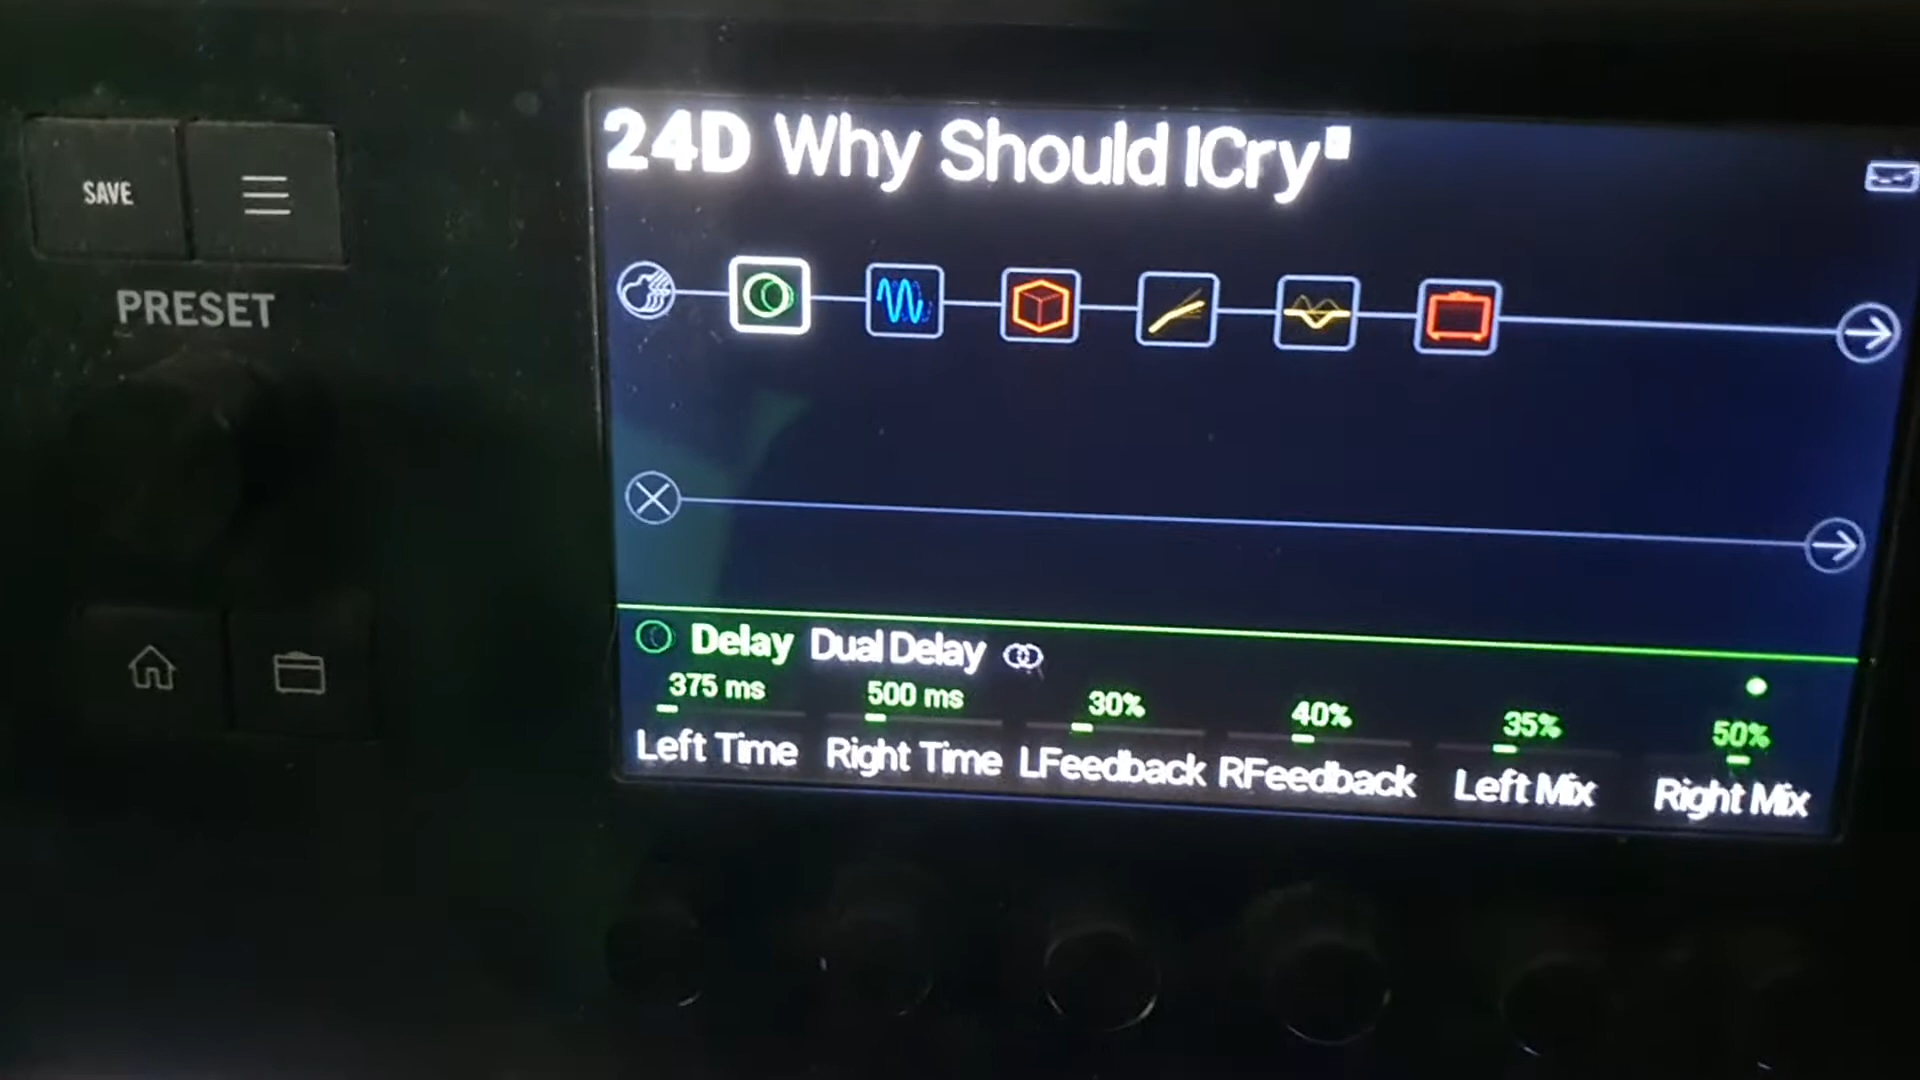 24D Why Should ICry
SAVE
PRESET
Delay Dual Delay
375 ms 500 ms 30% 40% 35% 50%
Left Time Right Time LFeedback RFeedback Left Mix Right Mix